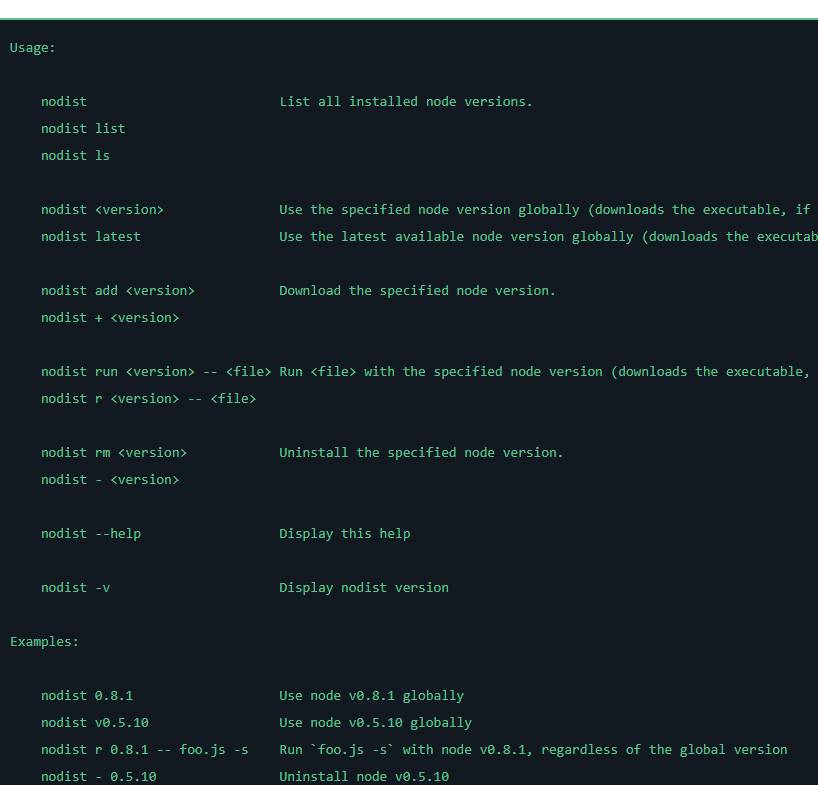 Usage:
nodist                         List all installed node versions.
nodist list
nodist ls
nodist <version>               Use the specified node version globally (downloads the executable, if
nodist latest                  Use the latest available node version globally (downloads the executab
nodist add <version>           Download the specified node version.
nodist + <version>
nodist run <version> -- <file> Run <file> with the specified node version (downloads the executable,
nodist r <version> -- <file>
nodist rm <version>            Uninstall the specified node version.
nodist - <version>
nodist --help                  Display this help
nodist -v                      Display nodist version
Examples:
nodist 0.8.1                   Use node v0.8.1 globally
nodist v0.5.10                 Use node v0.5.10 globally
nodist r 0.8.1 -- foo.js -s    Run `foo.js -s` with node v0.8.1, regardless of the global version
nodist - 0.5.10                Uninstall node v0.5.10